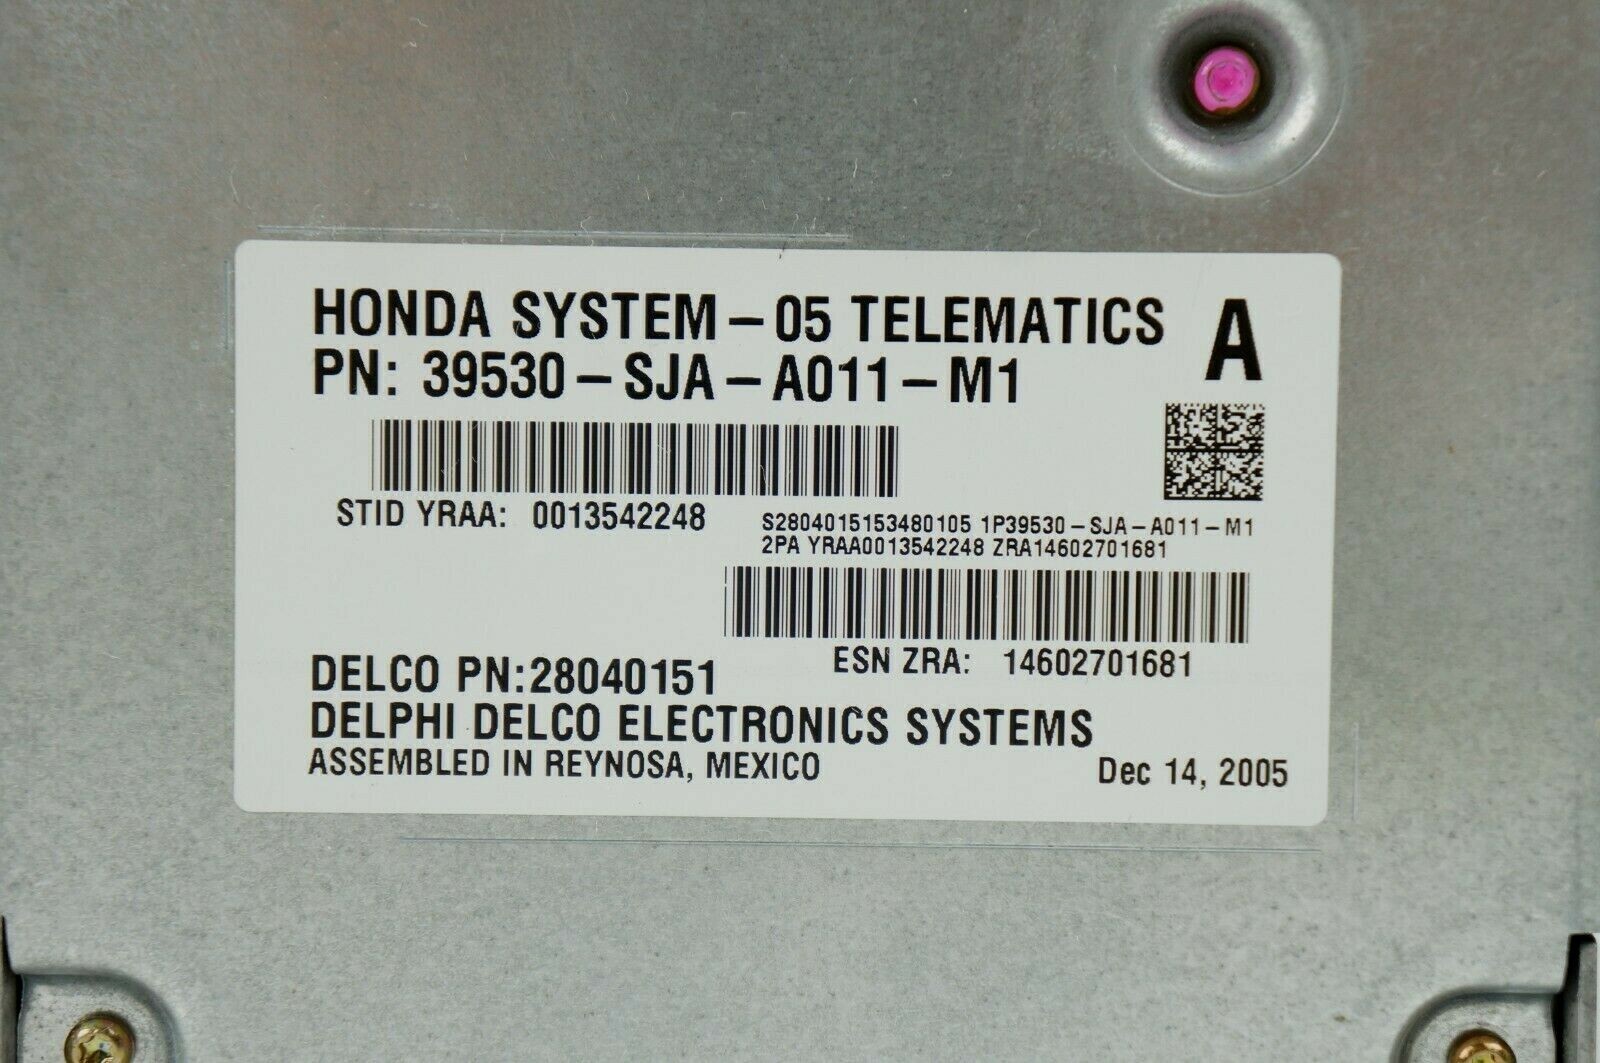 HONDA SYSTEM-05 TELEMATICS A
PN: 39530-SJA-A011-M1
STID YRAA: 0013542248
S2804015153480105 1P39530-SJA-A011-M1
2PA YRAA0013542248 ZRA14602701681
ESN ZRA: 14602701681
DELCO PN:28040151
DELPHI DELCO ELECTRONICS SYSTEMS
ASSEMBLED IN REYNOSA, MEXICO
Dec 14, 2005